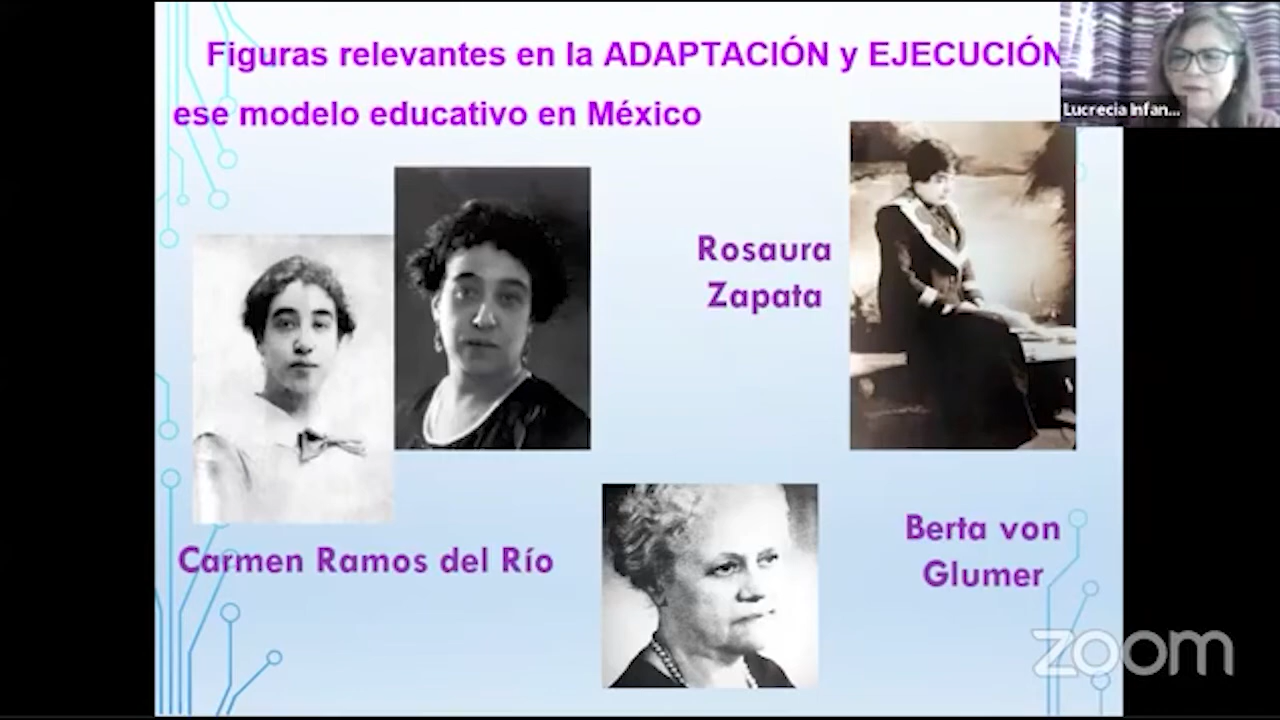 Figuras relevantes en la ADAPTACIÓN y EJECUCIÓN
ese modelo educativo en México
Lucrecia Infan...
Rosaura
Zapata
Carmen Ramos del Río
Berta von
Glumer
zoom